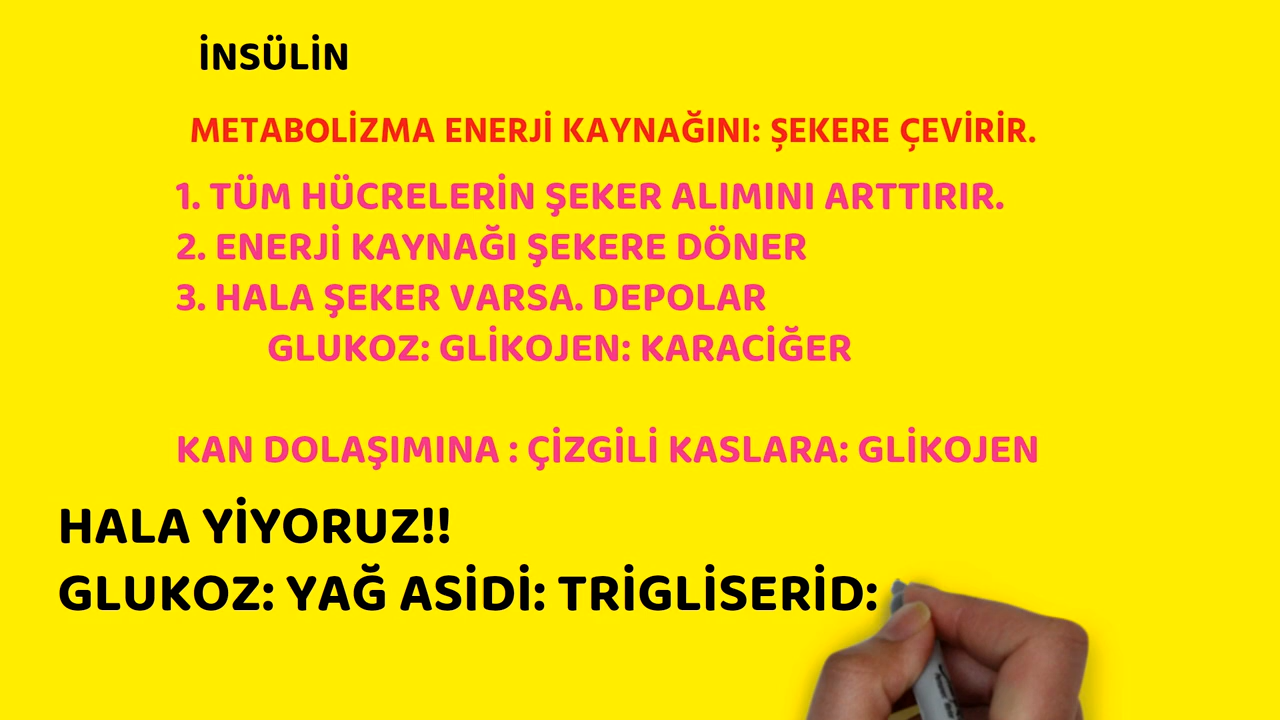 İNSÜLİN
METABOLİZMA ENERJİ KAYNAĞINI: ŞEKERE ÇEVİRİR.
1. TÜM HÜCRELERİN ŞEKER ALIMINI ARTTIRIR.
2. ENERJİ KAYNAĞI ŞEKERE DÖNER
3. HALA ŞEKER VARSA. DEPOLAR
GLUKOZ: GLİKOJEN: KARACİĞER
KAN DOLAŞIMINA : ÇİZGİLİ KASLARA: GLİKOJEN
HALA YİYORUZ!!
GLUKOZ: YAĞ ASİDİ: TRİGLİSERİD: